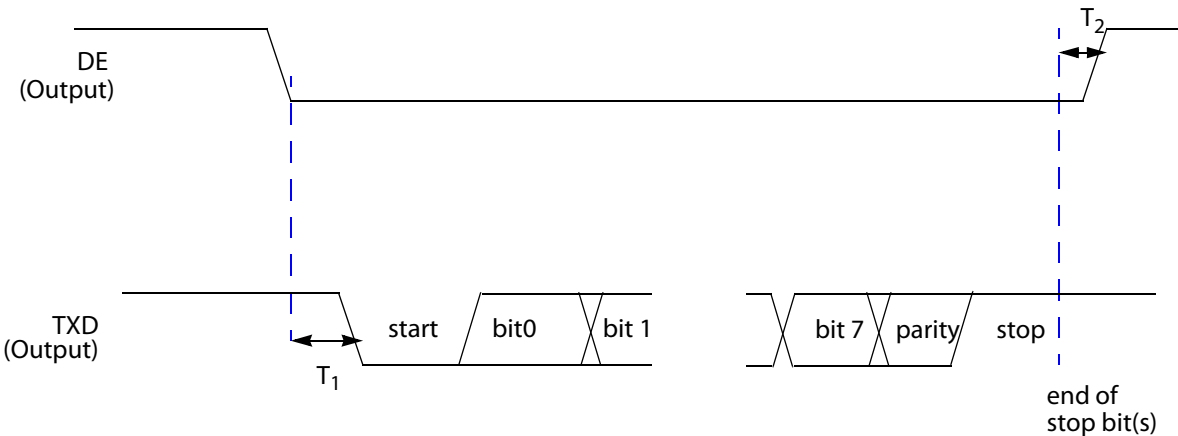 T2
DE
(Output)
TXD
(Output)
start
bit0
bit 1
bit 7
parity
stop
T1
end of
stop bit(s)